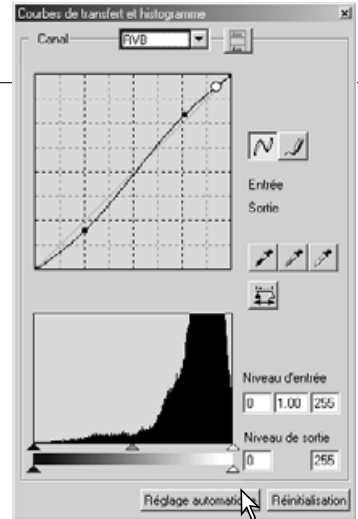 Courbes de transfert et histogramme
Canal RVB
Entrée
Sortie
Niveau d'entrée
0 1.00 255
Niveau de sortie
0 255
Réglage automatique Réinitialisation